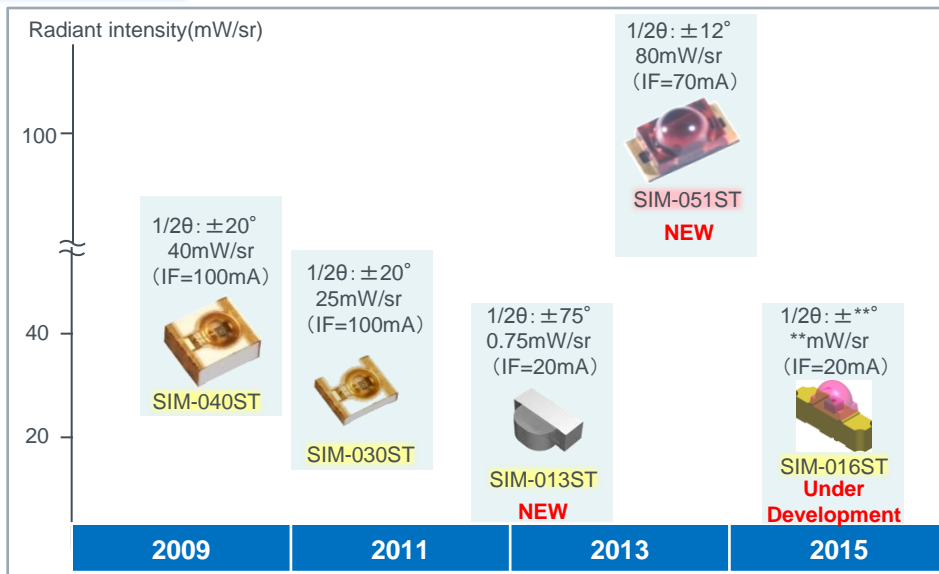 Radiant intensity(mW/sr)
100
40
20
1/2θ: ±20°
40mW/sr
（IF=100mA）
SIM-040ST
1/2θ: ±20°
25mW/sr
(IF=100mA）
SIM-030ST
1/2θ: ±75°
0.75mW/sr
（IF=20mA）
SIM-013ST
NEW
1/2θ: ±12°
80mW/sr
（IF=70mA）
SIM-051ST
NEW
1/2θ: ±**°
**mW/sr
（IF=20mA）
SIM-016ST
Under
Development
2009
2011
2013
2015